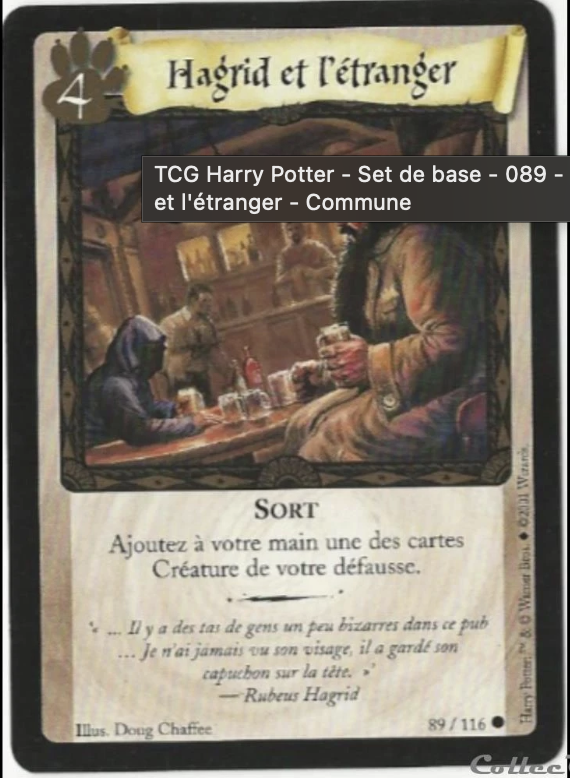 4
Hagrid et l'étranger
TCG Harry Potter - Set de base - 089 -
et l'étranger - Commune
SORT
Ajoutez à votre main une des cartes
Créature de votre défausse.
« ... Il y a des tas de gens un peu bizarres dans ce pub
... Je n'ai jamais vu son visage, il a gardé son
capuchon sur la tête. »
— Rubeus Hagrid
Illus. Doug Chaffee
89 / 116 ●
Harry Potter, ™ & © Warner Bros. ◆ ©2001 Wizards.
Collec